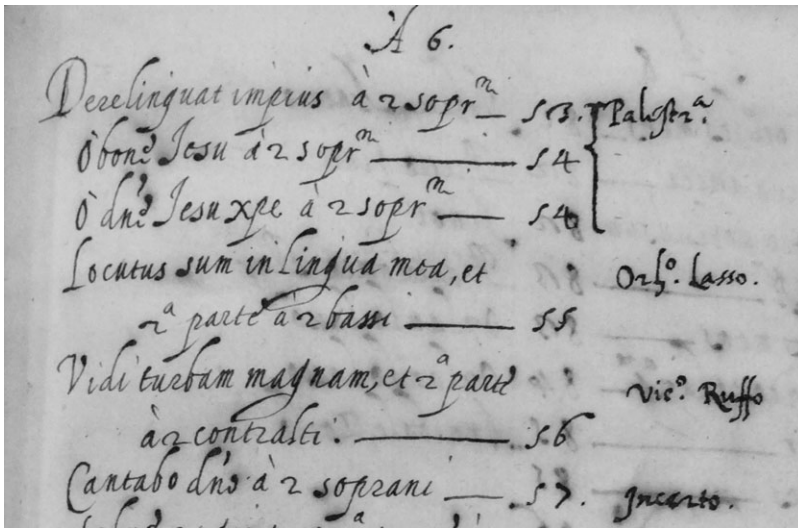 À 6.
Derelinquat impius à 2 sopr.ni 53. Palestr.a
Ò bone Jesu à 2 sopr.ni 54
Ò dne Jesu xpe à 2 sopr.ni 54
Locutus sum in lingua mea, et Orl.o Lasso.
2.a parte à 2 bassi 55
Vidi turbam magnam, et 2.a parte Vic.o Ruffo
à 2 contralti. 56
Cantabo dno à 2 soprani 57. Incerto.